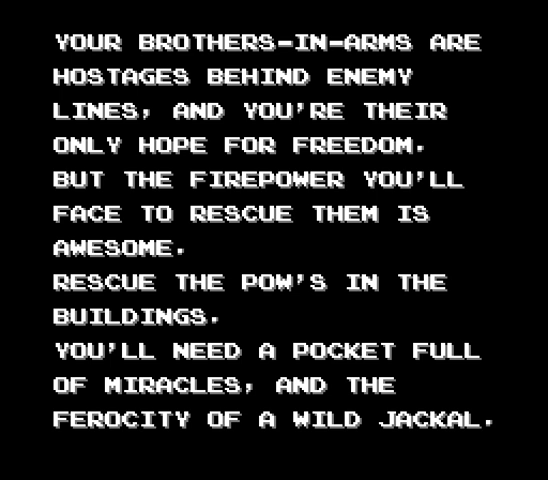 YOUR BROTHERS-IN-ARMS ARE
HOSTAGES BEHIND ENEMY
LINES, AND YOU'RE THEIR
ONLY HOPE FOR FREEDOM.
BUT THE FIREPOWER YOU'LL
FACE TO RESCUE THEM IS
AWESOME.
RESCUE THE POW'S IN THE
BUILDINGS.
YOU'LL NEED A POCKET FULL
OF MIRACLES, AND THE
FEROCITY OF A WILD JACKAL.